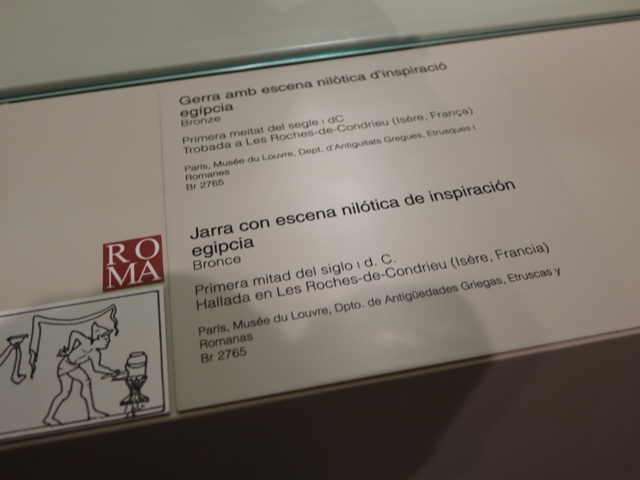 Gerra amb escena nilòtica d'inspiració
egípcia
Bronze
Primera meitat del segle I dC
Trobada a Les Roches-de-Condrieu (Isère, França)
París, Musée du Louvre, Dept. d'Antiguitats Gregues, Etrusques i
Romanes
Br 2765
Jarra con escena nilótica de inspiración
egipcia
Bronce
Primera mitad del siglo I d. C.
Hallada en Les Roches-de-Condrieu (Isère, Francia)
París, Musée du Louvre, Dpto. de Antigüedades Griegas, Etruscas y
Romanas
Br 2765
RO
MA